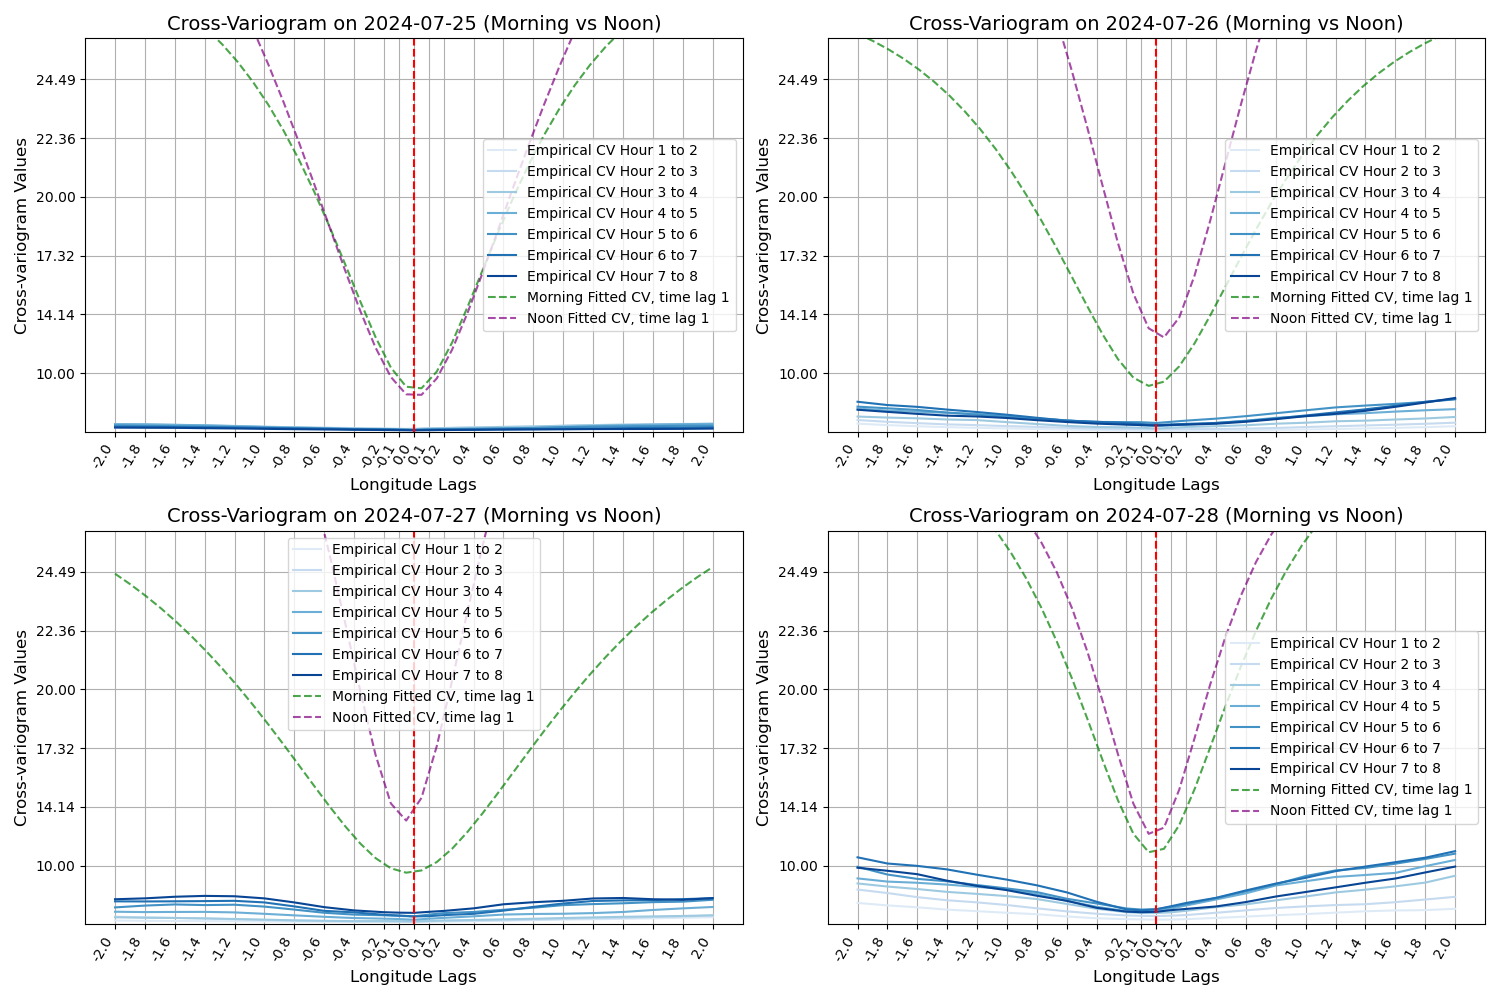 Cross-Variogram on 2024-07-25 (Morning vs Noon)
Cross-variogram Values
24.49
22.36
20.00
17.32
14.14
10.00
Empirical CV Hour 1 to 2
Empirical CV Hour 2 to 3
Empirical CV Hour 3 to 4
Empirical CV Hour 4 to 5
Empirical CV Hour 5 to 6
Empirical CV Hour 6 to 7
Empirical CV Hour 7 to 8
Morning Fitted CV, time lag 1
Noon Fitted CV, time lag 1
-2.0 -1.8 -1.6 -1.4 -1.2 -1.0 -0.8 -0.6 -0.4 -0.2 -0.1 0.0 0.1 0.2 0.4 0.6 0.8 1.0 1.2 1.4 1.6 1.8 2.0
Longitude Lags
Cross-Variogram on 2024-07-26 (Morning vs Noon)
Cross-variogram Values
24.49
22.36
20.00
17.32
14.14
10.00
Empirical CV Hour 1 to 2
Empirical CV Hour 2 to 3
Empirical CV Hour 3 to 4
Empirical CV Hour 4 to 5
Empirical CV Hour 5 to 6
Empirical CV Hour 6 to 7
Empirical CV Hour 7 to 8
Morning Fitted CV, time lag 1
Noon Fitted CV, time lag 1
-2.0 -1.8 -1.6 -1.4 -1.2 -1.0 -0.8 -0.6 -0.4 -0.2 -0.1 0.0 0.1 0.2 0.4 0.6 0.8 1.0 1.2 1.4 1.6 1.8 2.0
Longitude Lags
Cross-Variogram on 2024-07-27 (Morning vs Noon)
Cross-variogram Values
24.49
22.36
20.00
17.32
14.14
10.00
Empirical CV Hour 1 to 2
Empirical CV Hour 2 to 3
Empirical CV Hour 3 to 4
Empirical CV Hour 4 to 5
Empirical CV Hour 5 to 6
Empirical CV Hour 6 to 7
Empirical CV Hour 7 to 8
Morning Fitted CV, time lag 1
Noon Fitted CV, time lag 1
-2.0 -1.8 -1.6 -1.4 -1.2 -1.0 -0.8 -0.6 -0.4 -0.2 -0.1 0.0 0.1 0.2 0.4 0.6 0.8 1.0 1.2 1.4 1.6 1.8 2.0
Longitude Lags
Cross-Variogram on 2024-07-28 (Morning vs Noon)
Cross-variogram Values
24.49
22.36
20.00
17.32
14.14
10.00
Empirical CV Hour 1 to 2
Empirical CV Hour 2 to 3
Empirical CV Hour 3 to 4
Empirical CV Hour 4 to 5
Empirical CV Hour 5 to 6
Empirical CV Hour 6 to 7
Empirical CV Hour 7 to 8
Morning Fitted CV, time lag 1
Noon Fitted CV, time lag 1
-2.0 -1.8 -1.6 -1.4 -1.2 -1.0 -0.8 -0.6 -0.4 -0.2 -0.1 0.0 0.1 0.2 0.4 0.6 0.8 1.0 1.2 1.4 1.6 1.8 2.0
Longitude Lags